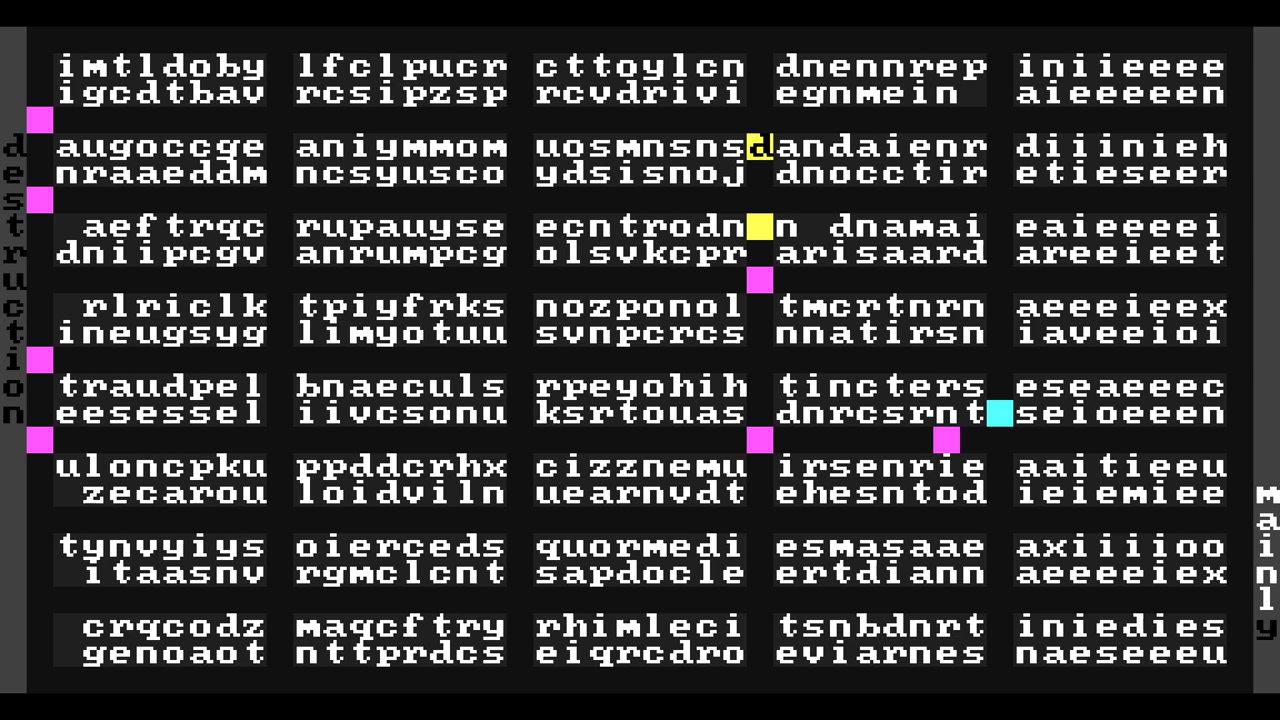 imtldoby lfclpucr cttoylcn dnennrep iniieeee
igcdtbav rcsipzsp rcvdrivi egnmein aieeeeen
augoccge aniymmom uosmnsns d andaienr diiinieh
nraaeddm ncsyusco ydsisnoj dnocctir etieseer
aeftrqc rupauyse ecntrodn n dnamai eaieeeei
dniipcgv anrumpcg olsvkcpr arisaard areeieet
rlriclk tpiyfrks nozponol tmcrtnrn aeeeieex
ineugsyg limyotuu svnpcrcs nnatirsn iaveeioi
traudpel bnaeculs rpeyohih tincters eseaeeec
eesessel iivcsonu ksrtouas dnrcsrnt seioeeen
uloncpku ppddcrhx cizznemu irsenrie aaitieeu
zecarou loidviln uearnvdt ehesntod ieiemiee
tynvyiys oierceds quormedi esmasaae axiiiioo
itaasnv rgmclcnt sapdocle ertdiann aeeeeiex
crqcodz maqcftry rhimleci tsnbdnrt iniedies
genoaot nttprdcs eiqrcdro eviarnes naeseeeu
destruction
mainly